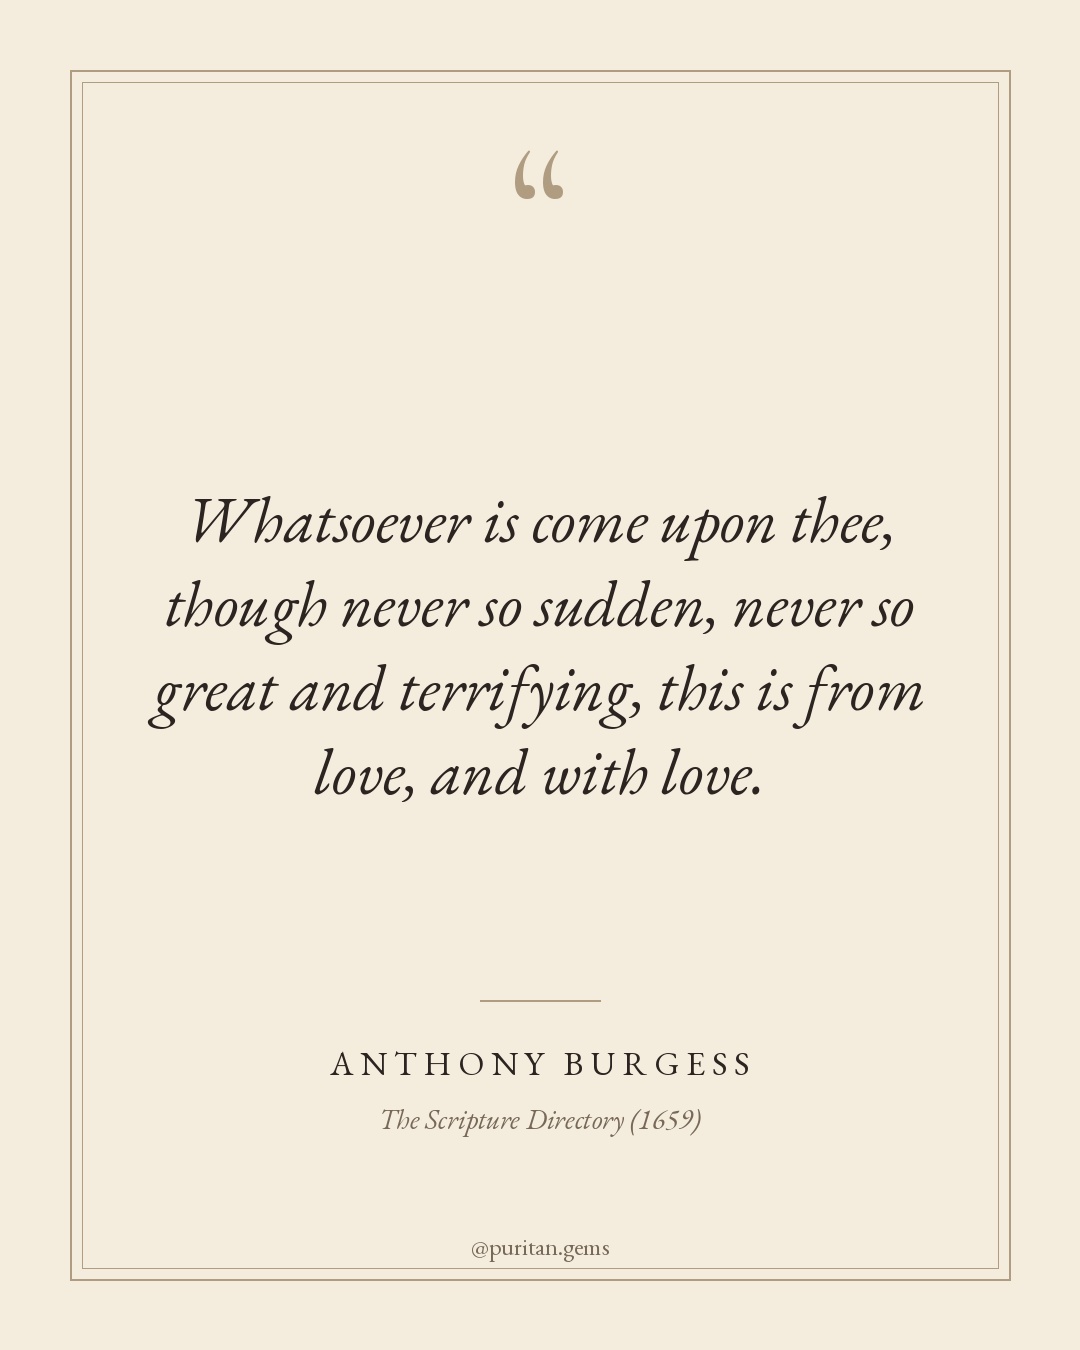 “
Whatsoever is come upon thee,
though never so sudden, never so
great and terrifying, this is from
love, and with love.
ANTHONY BURGESS
The Scripture Directory (1659)
@puritan.gems